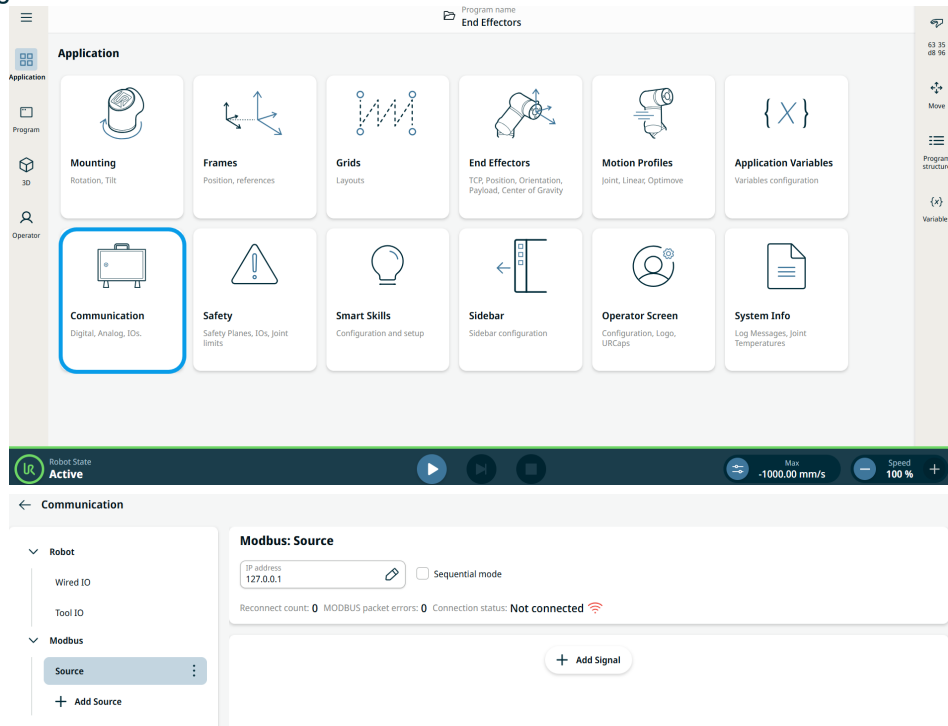 Program name
End Effectors
Application
63 35
d8 96
Application
Program
3D
Operator
Move
Program
structure
{x}
Variable
Mounting
Rotation, Tilt
Frames
Position, references
Grids
Layouts
End Effectors
TCP, Position, Orientation,
Payload, Center of Gravity
Motion Profiles
Joint, Linear, Optimove
{X}
Application Variables
Variables configuration
Communication
Digital, Analog, IOs.
Safety
Safety Planes, IOs, Joint
limits
Smart Skills
Configuration and setup
Sidebar
Sidebar configuration
Operator Screen
Configuration, Logo,
URCaps
System Info
Log Messages, Joint
Temperatures
UR
Robot State
Active
Max
-1000.00 mm/s
Speed
100 %
Communication
Robot
Wired IO
Tool IO
Modbus
Source
Add Source
Modbus: Source
IP address
127.0.0.1
Sequential mode
Reconnect count: 0 MODBUS packet errors: 0 Connection status: Not connected
Add Signal